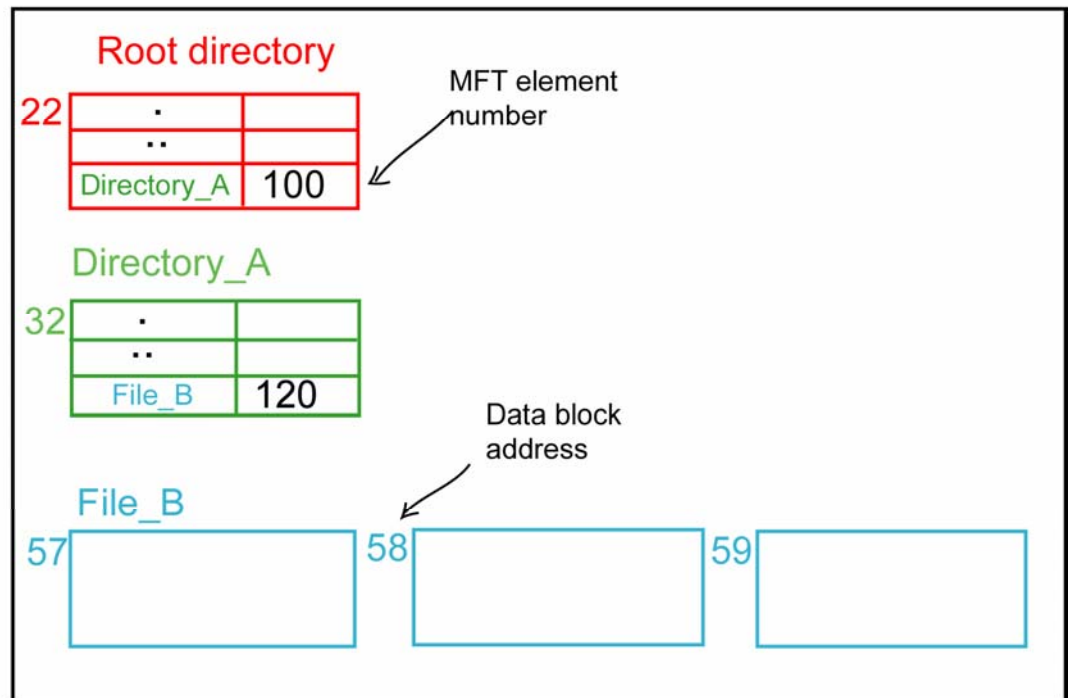 Root directory
MFT element
number
22
.
..
Directory_A 100
Directory_A
32
.
..
File_B 120
Data block
address
File_B
57 58 59